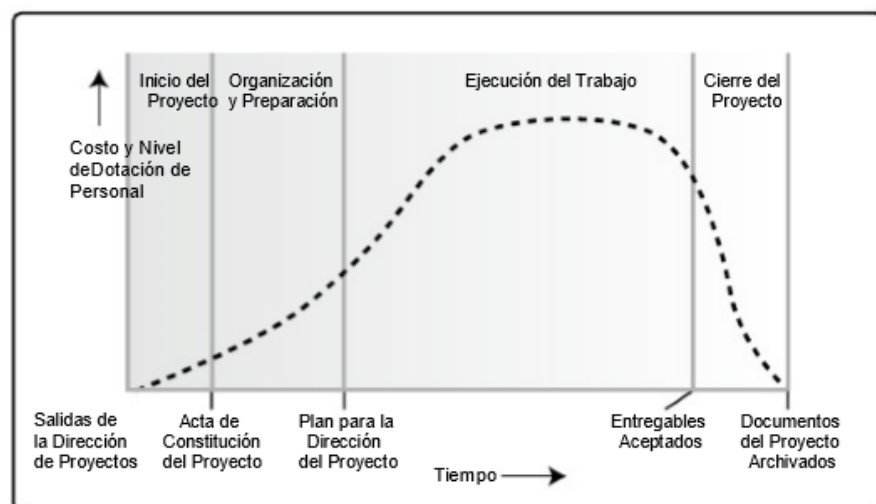 Inicio del
Proyecto
Organización
y Preparación
Ejecución del Trabajo
Cierre del
Proyecto
Costo y Nivel
deDotación de
Personal
Salidas de
la Dirección
de Proyectos
Acta de
Constitución
del Proyecto
Plan para la
Dirección
del Proyecto
Entregables
Aceptados
Documentos
del Proyecto
Archivados
Tiempo